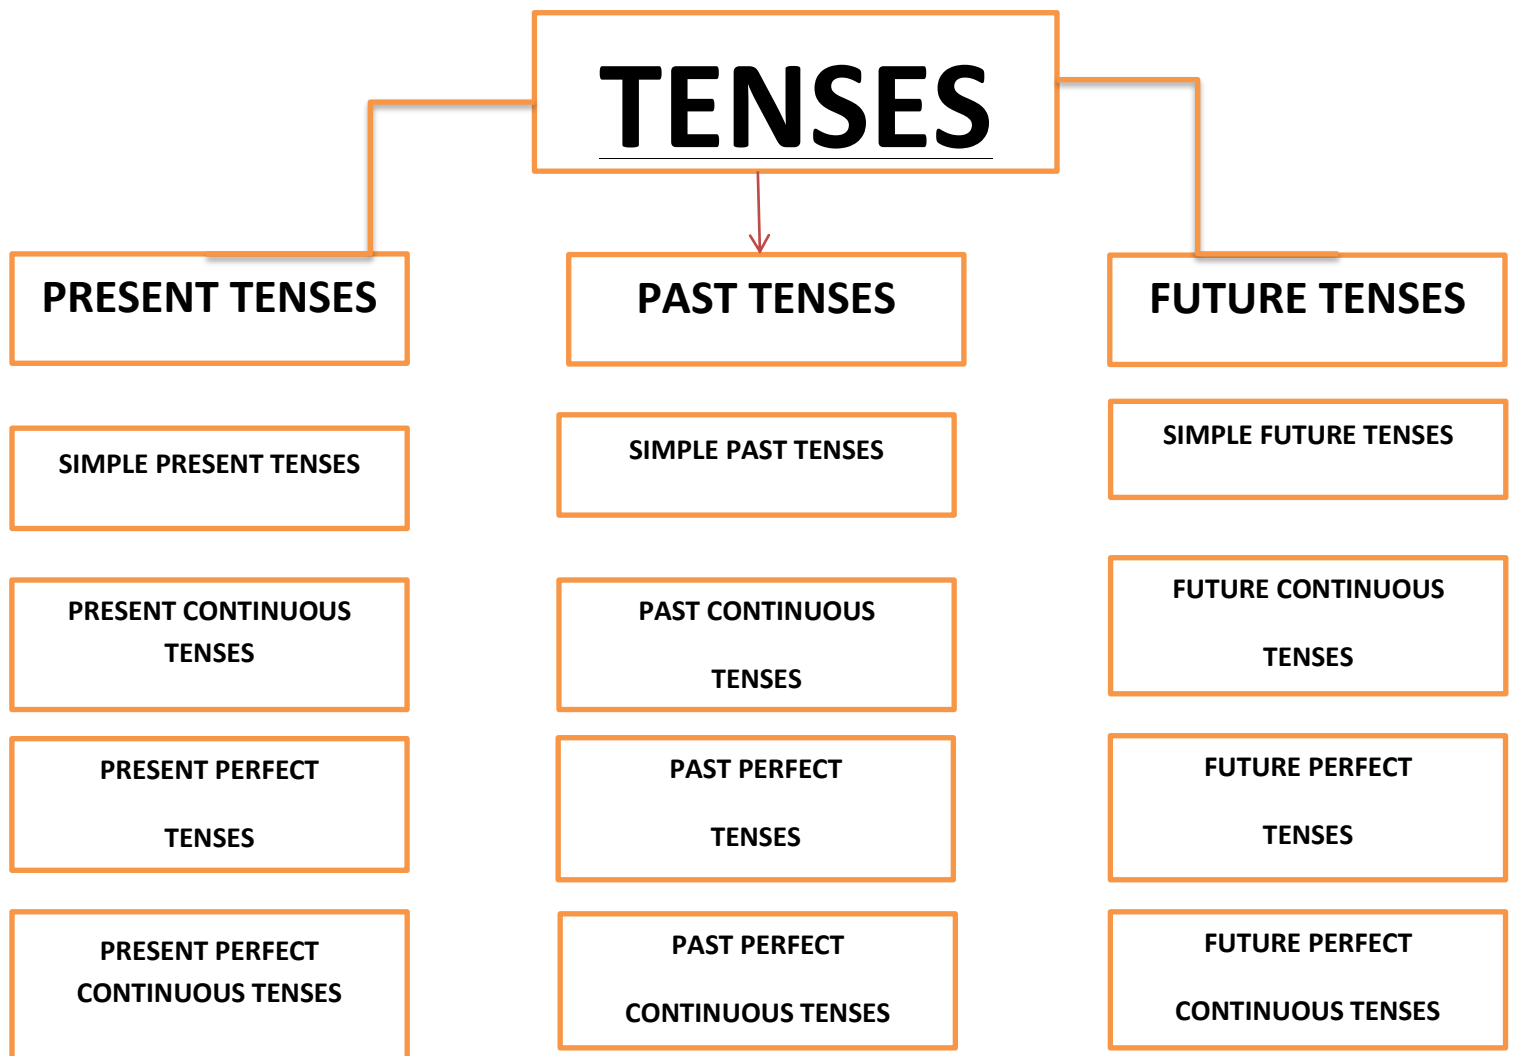 TENSES
PRESENT TENSES
PAST TENSES
FUTURE TENSES
SIMPLE PRESENT TENSES
SIMPLE PAST TENSES
SIMPLE FUTURE TENSES
PRESENT CONTINUOUS
TENSES
PAST CONTINUOUS
TENSES
FUTURE CONTINUOUS
TENSES
PRESENT PERFECT
TENSES
PAST PERFECT
TENSES
FUTURE PERFECT
TENSES
PRESENT PERFECT
CONTINUOUS TENSES
PAST PERFECT
CONTINUOUS TENSES
FUTURE PERFECT
CONTINUOUS TENSES